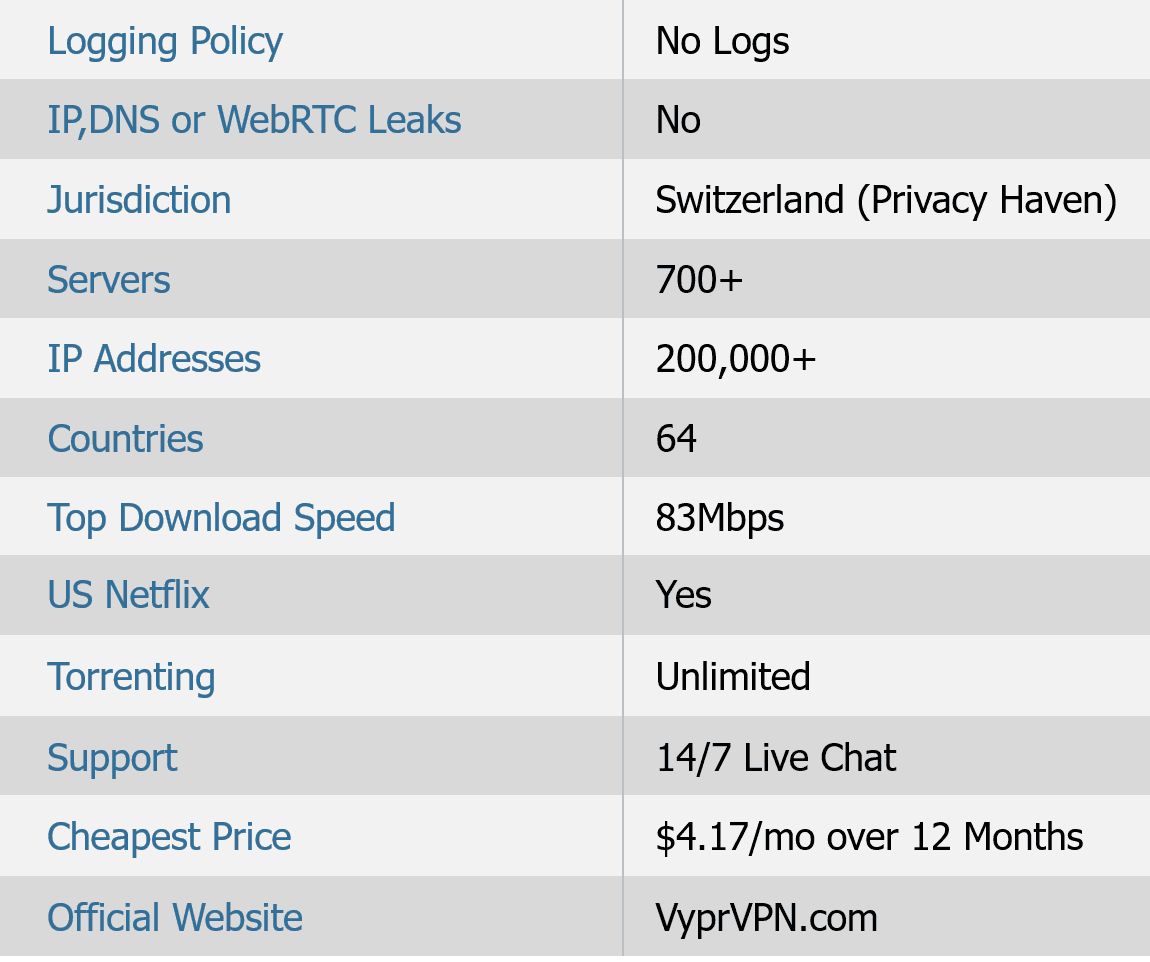 Logging Policy No Logs
IP,DNS or WebRTC Leaks No
Jurisdiction Switzerland (Privacy Haven)
Servers 700+
IP Addresses 200,000+
Countries 64
Top Download Speed 83Mbps
US Netflix Yes
Torrenting Unlimited
Support 14/7 Live Chat
Cheapest Price $4.17/mo over 12 Months
Official Website VyprVPN.com